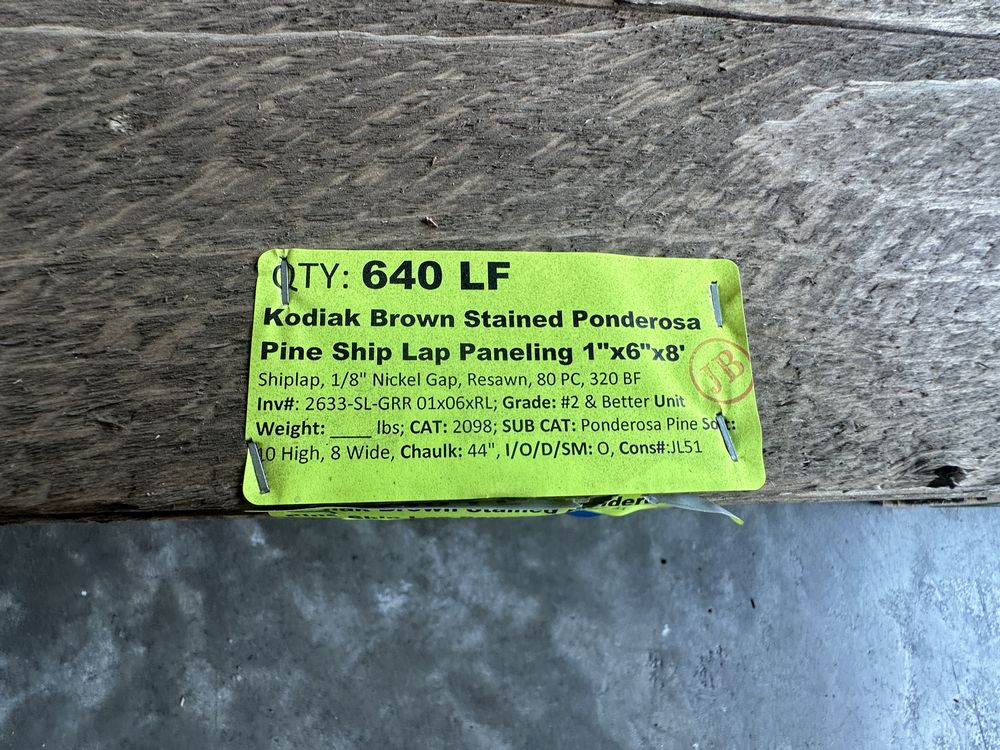 QTY: 640 LF
Kodiak Brown Stained Ponderosa
Pine Ship Lap Paneling 1"x6"x8'
JB
Shiplap, 1/8" Nickel Gap, Resawn, 80 PC, 320 BF
Inv#: 2633-SL-GRR 01x06xRL; Grade: #2 & Better Unit
Weight: ____ lbs; CAT: 2098; SUB CAT: Ponderosa Pine
10 High, 8 Wide, Chaulk: 44", I/O/D/SM: O, Cons#:JL51
Brown Stained